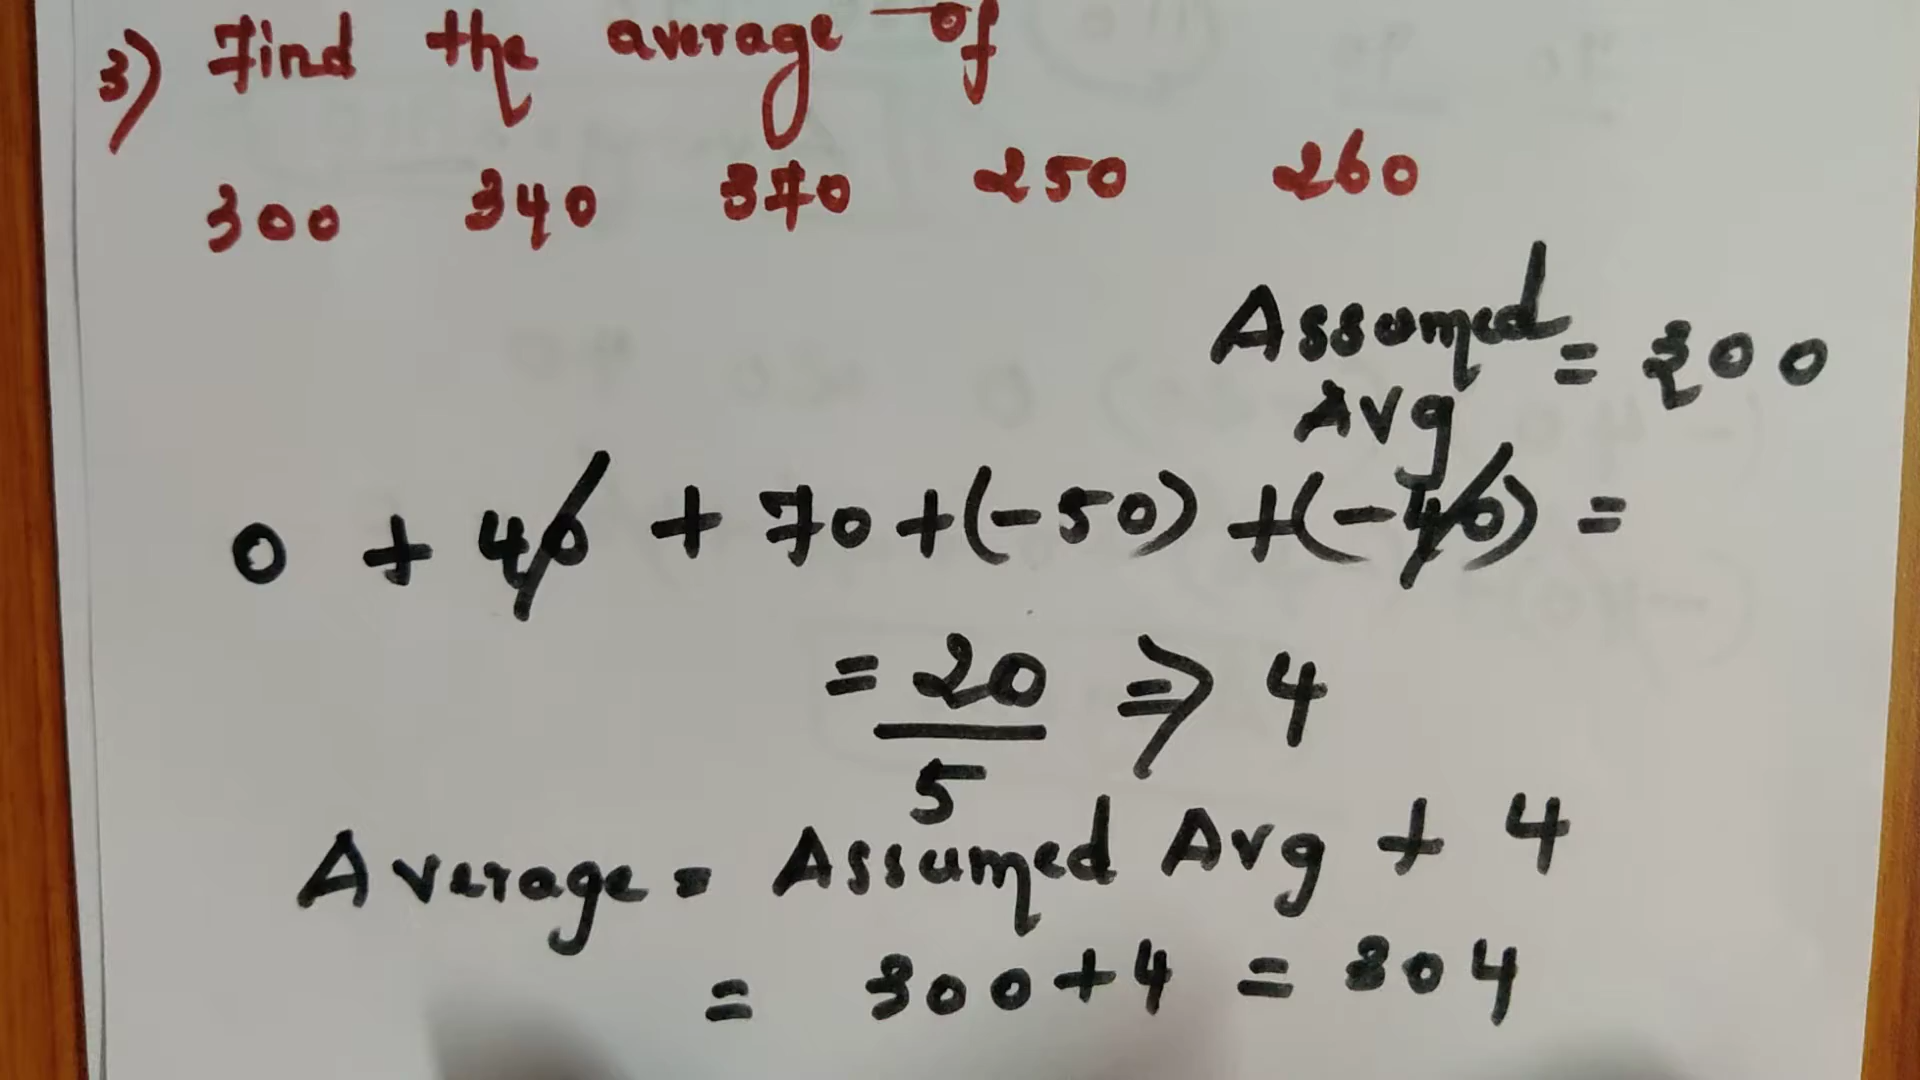 3) Find the average of
300 340 370 250 260
Assumed
Avg = 300
0 + 40 + 70 + (-50) + (-40) =
= 20/5 ⇒ 4
Average = Assumed Avg + 4
= 300 + 4 = 304